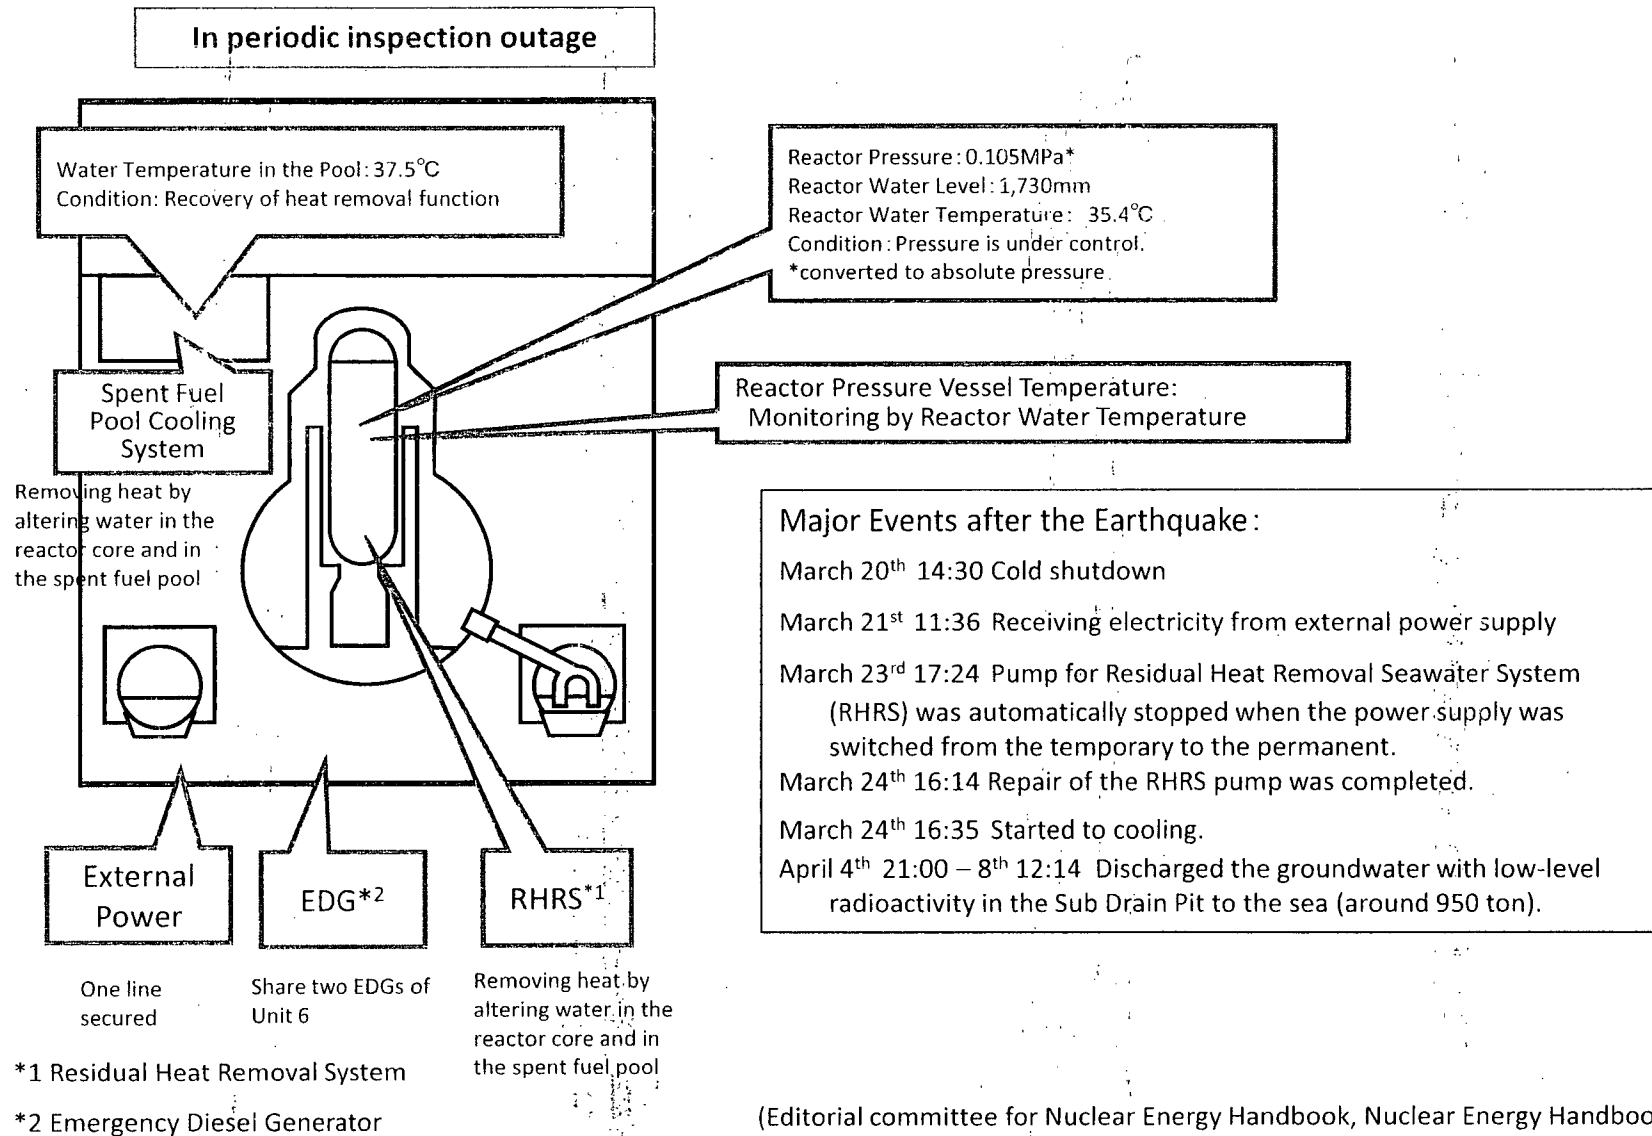 In periodic inspection outage
Water Temperature in the Pool: 37.5°C
Condition: Recovery of heat removal function
Reactor Pressure: 0.105MPa*
Reactor Water Level: 1,730mm
Reactor Water Temperature: 35.4°C
Condition: Pressure is under control.
*converted to absolute pressure
Spent Fuel
Pool Cooling
System
Removing heat by
altering water in the
reactor core and in
the spent fuel pool
Reactor Pressure Vessel Temperature:
Monitoring by Reactor Water Temperature
Major Events after the Earthquake:
March 20th 14:30 Cold shutdown
March 21st 11:36 Receiving electricity from external power supply
March 23rd 17:24 Pump for Residual Heat Removal Seawater System
(RHRS) was automatically stopped when the power supply was
switched from the temporary to the permanent.
March 24th 16:14 Repair of the RHRS pump was completed.
March 24th 16:35 Started to cooling.
April 4th 21:00 – 8th 12:14 Discharged the groundwater with low-level
radioactivity in the Sub Drain Pit to the sea (around 950 ton).
External
Power
EDG*2
RHRS*1
One line
secured
Share two EDGs of
Unit 6
Removing heat by
altering water in the
reactor core and in
the spent fuel pool
*1 Residual Heat Removal System
*2 Emergency Diesel Generator
(Editorial committee for Nuclear Energy Handbook, Nuclear Energy